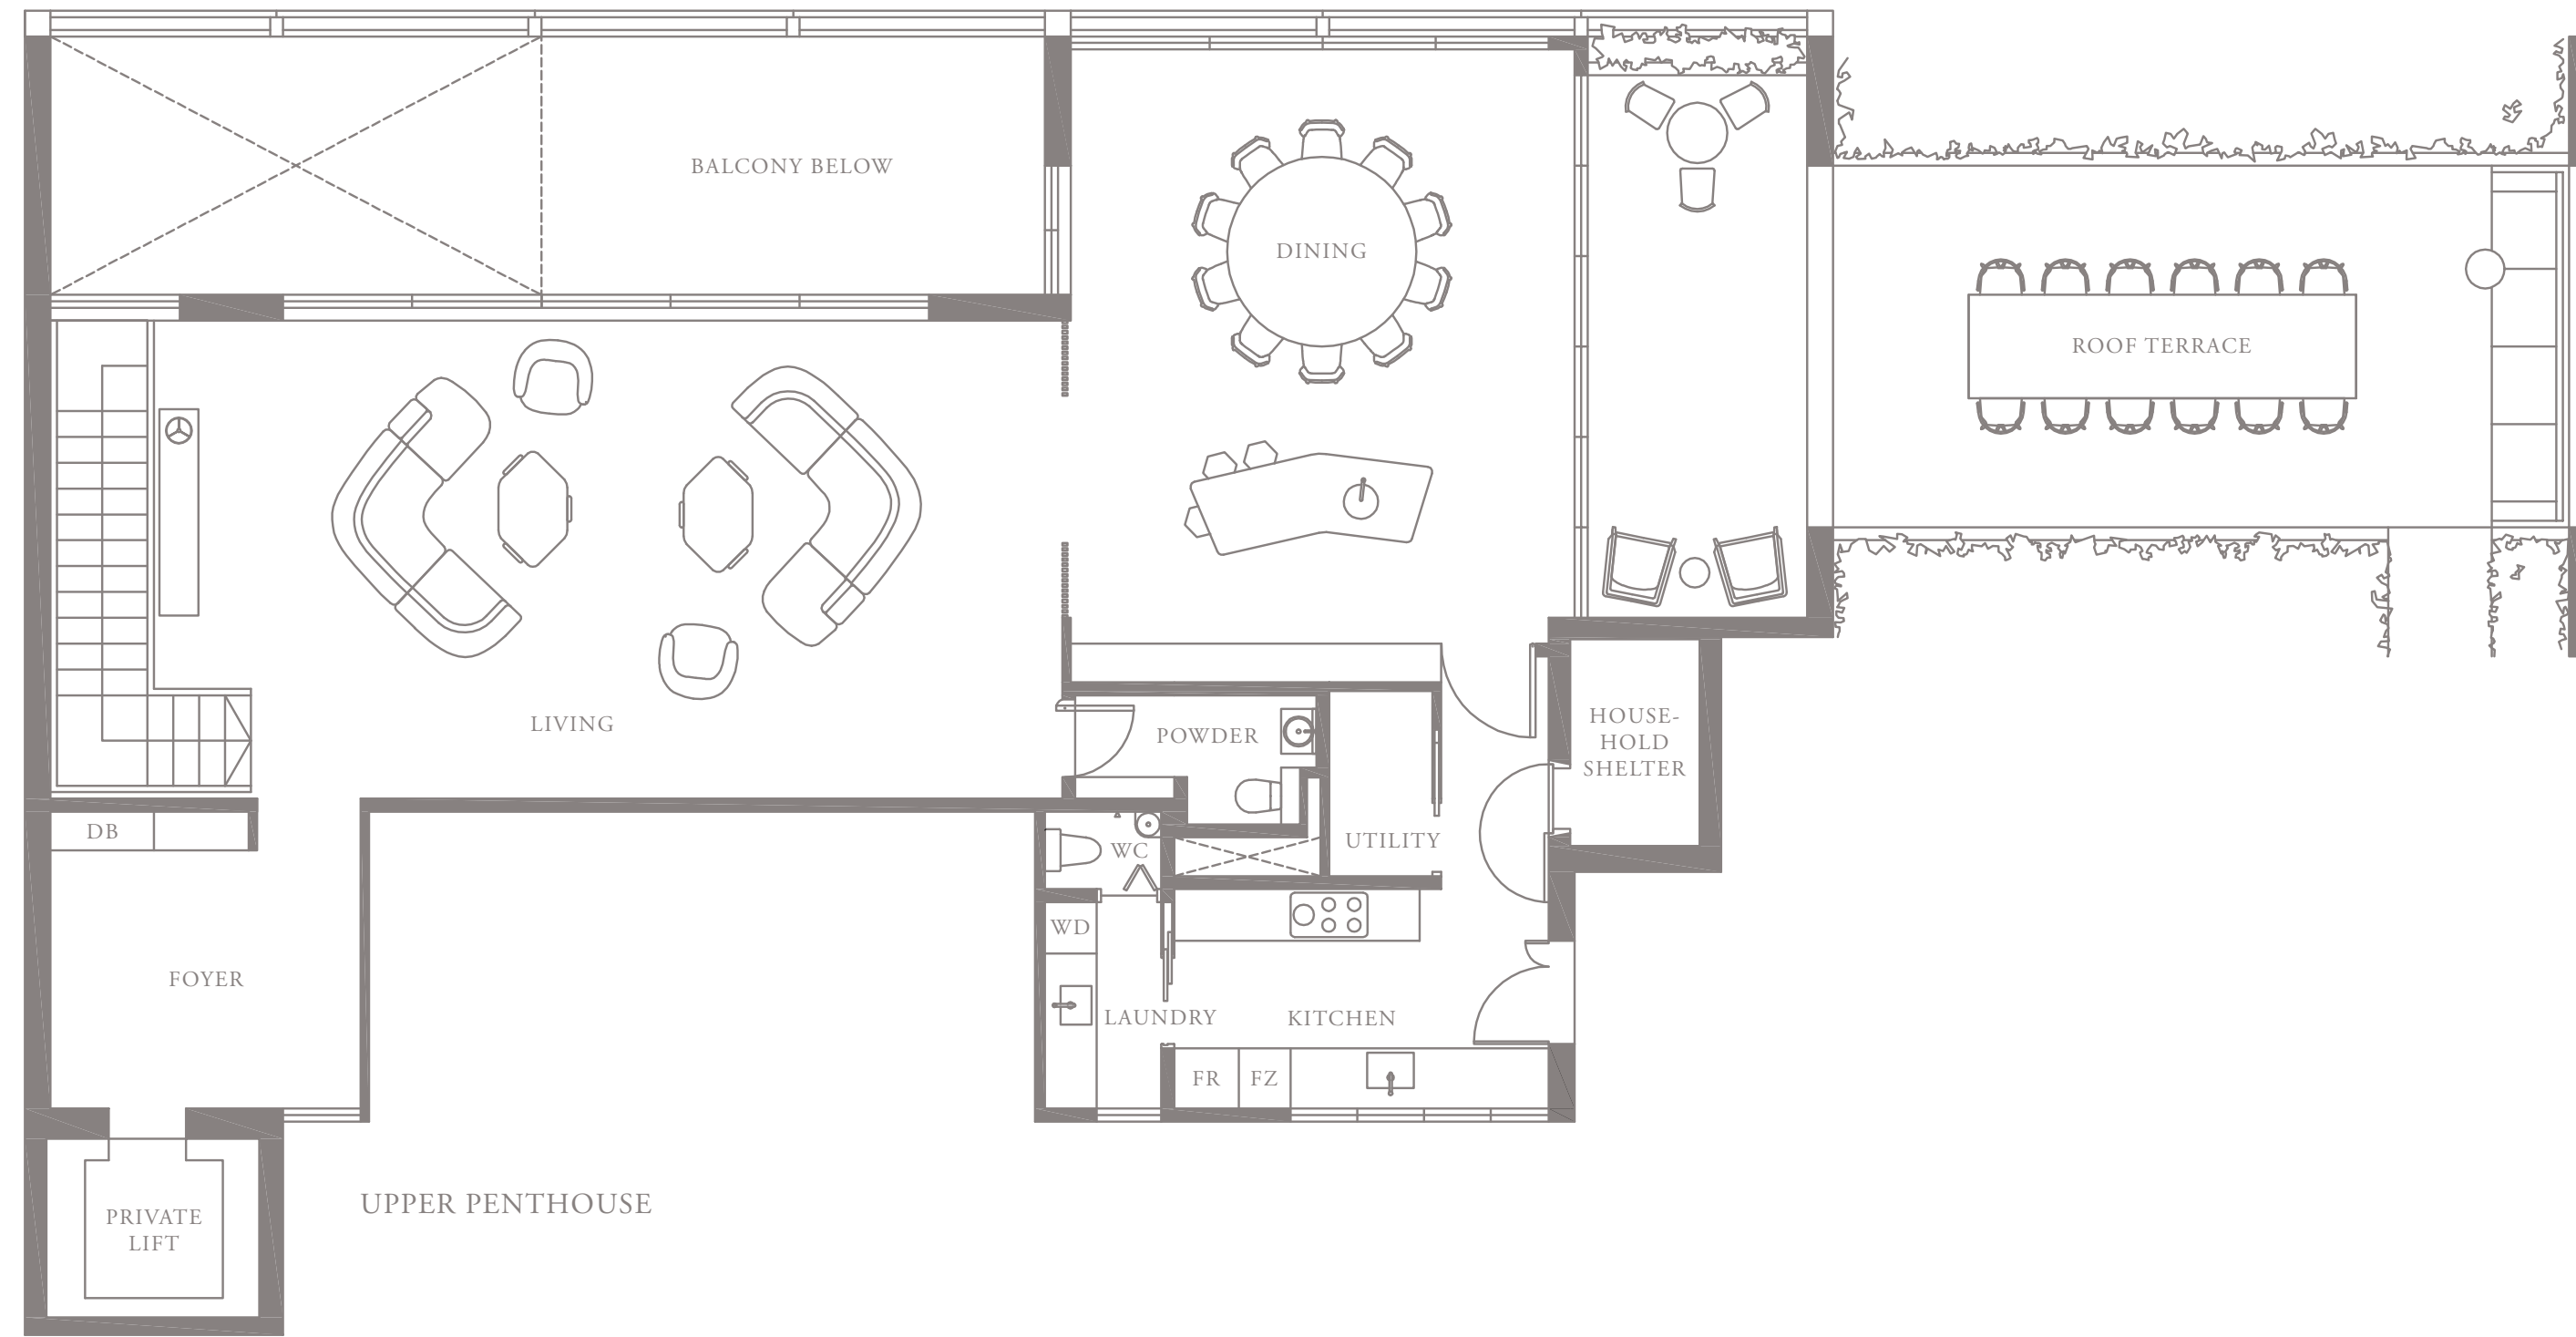 BALCONY BELOW
DINING
ROOF TERRACE
LIVING
POWDER
HOUSE-
HOLD
SHELTER
DB
UTILITY
WC
WD
FOYER
LAUNDRY
KITCHEN
FR
FZ
PRIVATE
LIFT
UPPER PENTHOUSE